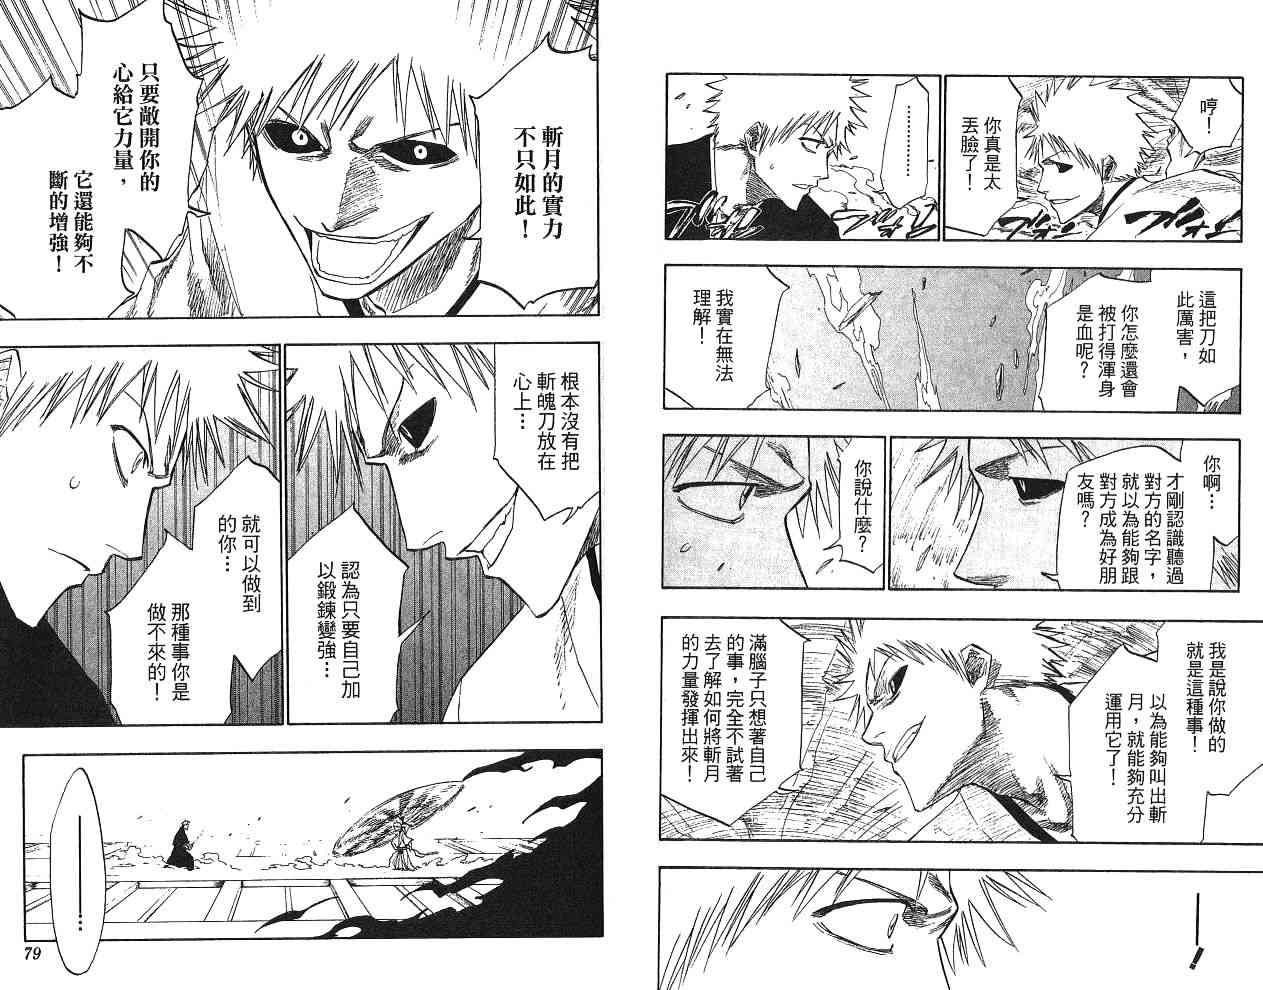 哼！
你真是太
丟臉了！
…………
這把刀如
此厲害，
你怎麼還會
被打得渾身
是血呢？
我實在無法
理解！
你啊…
才剛認識聽過
對方的名字，
就以為能夠跟
對方成為好朋
友嗎？
你說什麼？
我是說你做的
就是這種事！
以為能夠叫出斬
月，就能夠充分
運用它了！
滿腦子只想著自己
的事，完全不試著
去了解如何將斬月
的力量發揮出來！
—！
斬月的實力
不只如此！
只要敞開你的
心給它力量，
它還能夠不
斷的增強！
根本沒有把
斬魄刀放在
心上…
認為只要自己加
以鍛鍊變強…
就可以做到
的你…
那種事你是
做不來的！
———…
79